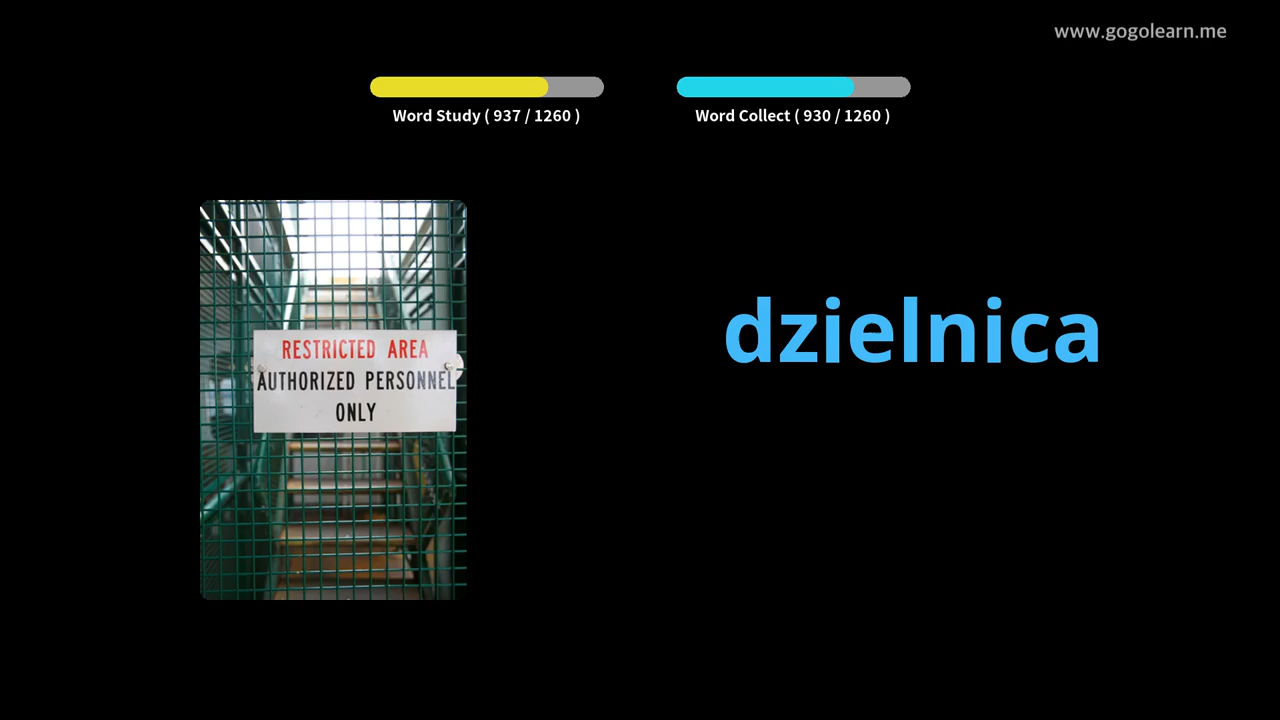 www.gogolearn.me
Word Study ( 937 / 1260 )
Word Collect ( 930 / 1260 )
RESTRICTED AREA
AUTHORIZED PERSONNEL
ONLY
dzielnica